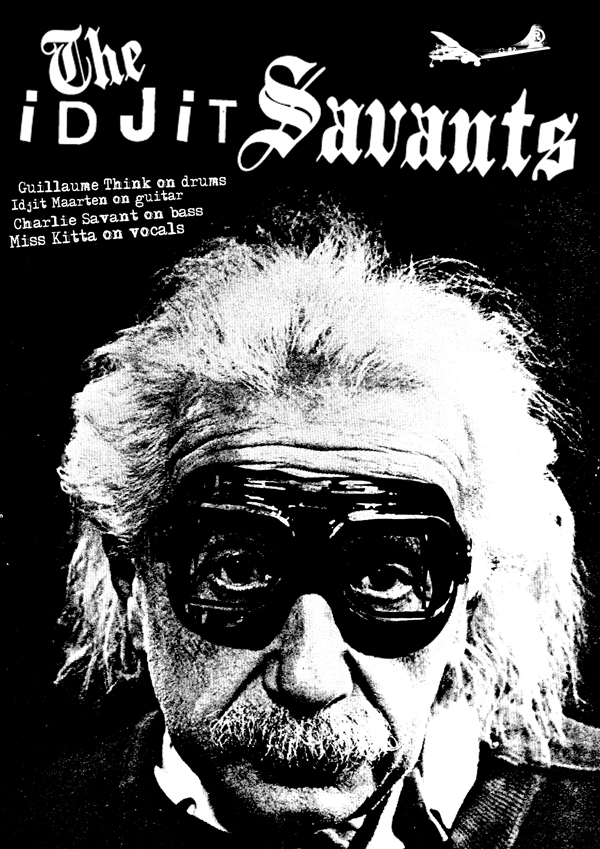 The
iDJiT Savants
Guillaume Think on drums
Idjit Maarten on guitar
Charlie Savant on bass
Miss Kitta on vocals